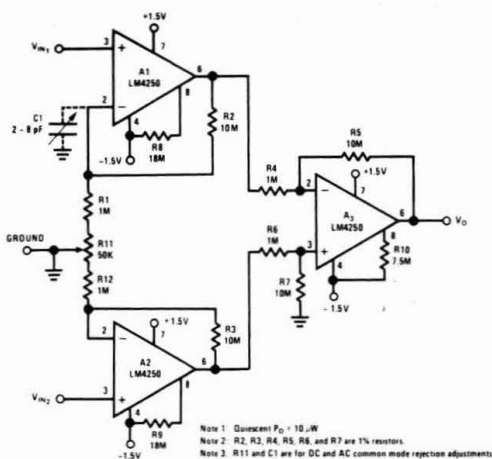 +1.5V
VIN1
3
+
7
A1
LM4250
6
2
−
8
4
C1
2 – 8 pF
R8
18M
–1.5V
R2
10M
R1
1M
GROUND
R11
50K
R12
1M
R4
1M
R5
10M
+1.5V
2
−
7
A3
LM4250
6
VO
R6
1M
3
+
8
4
R7
10M
R10
7.5M
– 1.5V
R3
10M
+1.5V
2
−
7
A2
LM4250
6
8
VIN2
3
+
4
R9
18M
–1.5V
Note 1: Quiescent PD = 10 μW
Note 2: R2, R3, R4, R5, R6, and R7 are 1% resistors.
Note 3: R11 and C1 are for DC and AC common mode rejection adjustments